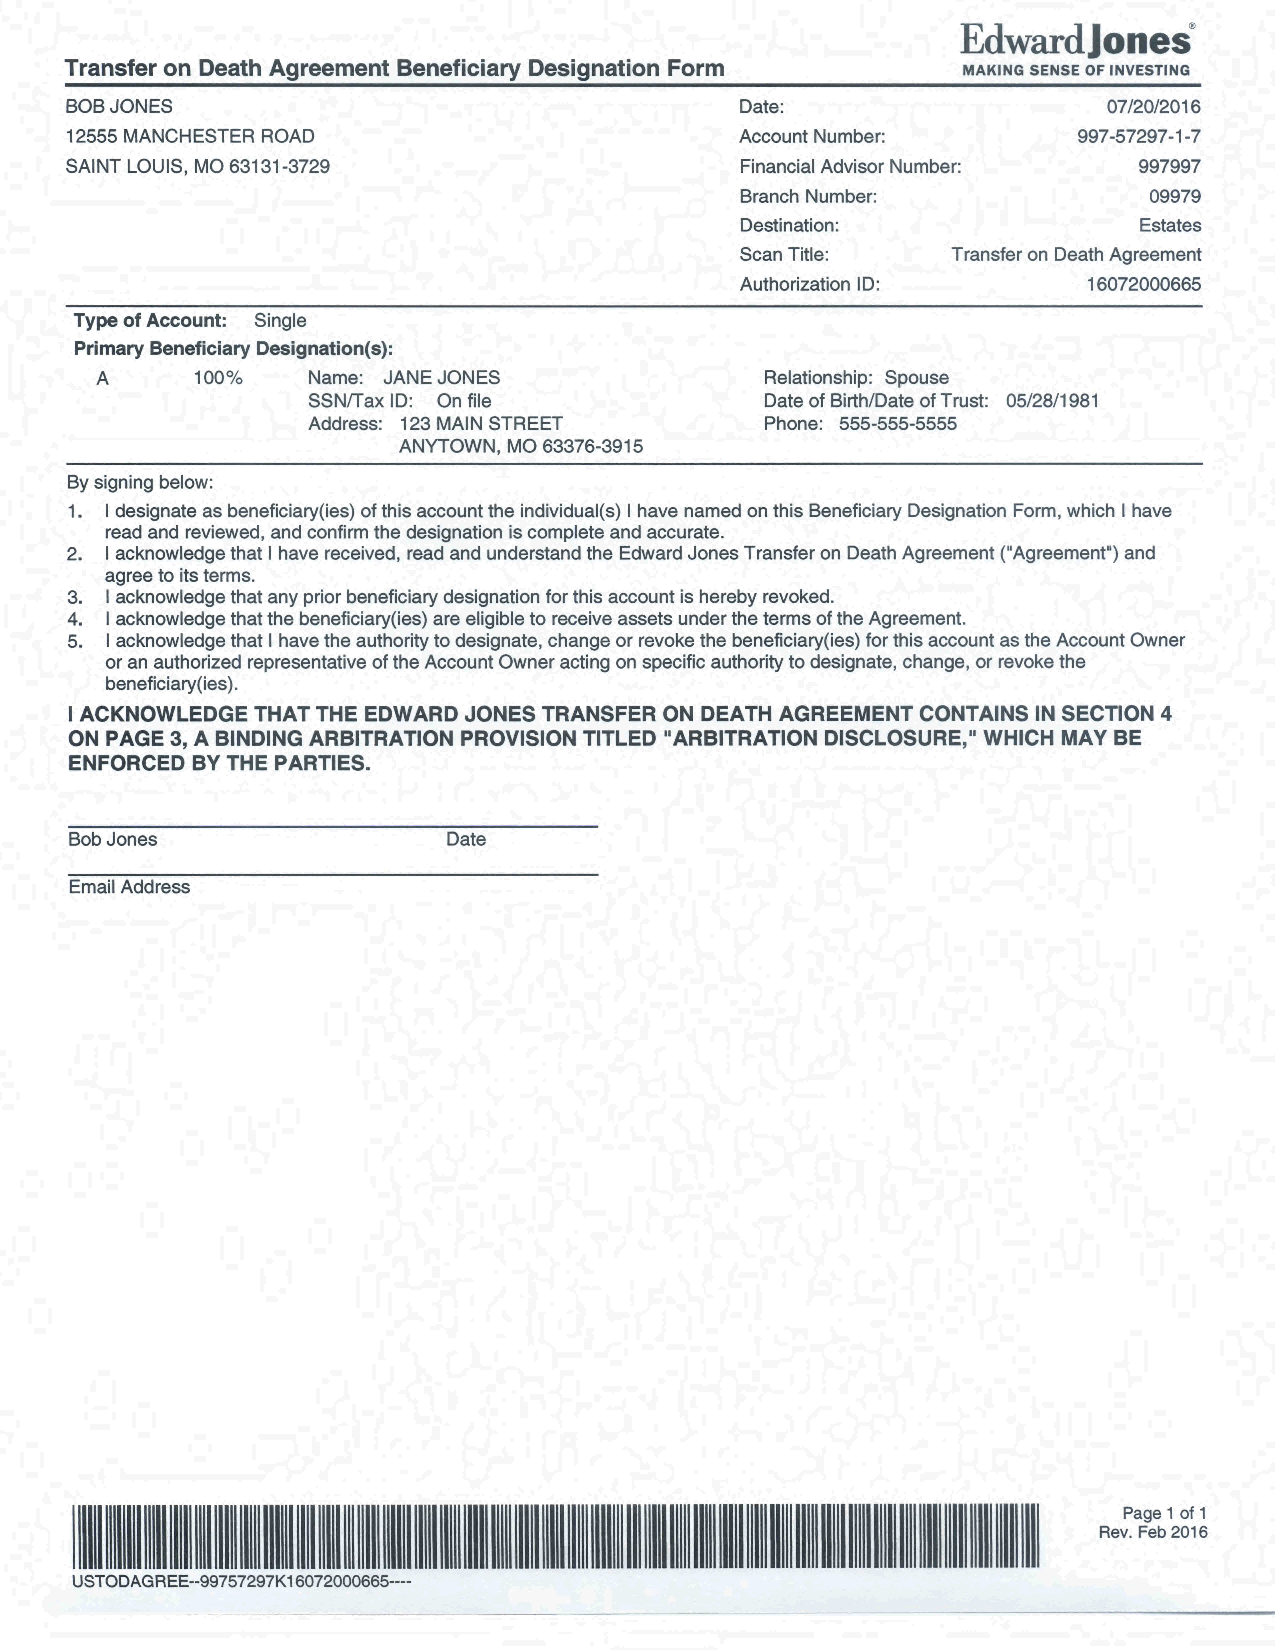 EdwardJones®
MAKING SENSE OF INVESTING
Transfer on Death Agreement Beneficiary Designation Form
BOB JONES
12555 MANCHESTER ROAD
SAINT LOUIS, MO 63131-3729
Date: 07/20/2016
Account Number: 997-57297-1-7
Financial Advisor Number: 997997
Branch Number: 09979
Destination: Estates
Scan Title: Transfer on Death Agreement
Authorization ID: 16072000665
Type of Account: Single
Primary Beneficiary Designation(s):
A 100% Name: JANE JONES Relationship: Spouse
SSN/Tax ID: On file Date of Birth/Date of Trust: 05/28/1981
Address: 123 MAIN STREET Phone: 555-555-5555
ANYTOWN, MO 63376-3915
By signing below:
1. I designate as beneficiary(ies) of this account the individual(s) I have named on this Beneficiary Designation Form, which I have
read and reviewed, and confirm the designation is complete and accurate.
2. I acknowledge that I have received, read and understand the Edward Jones Transfer on Death Agreement ("Agreement") and
agree to its terms.
3. I acknowledge that any prior beneficiary designation for this account is hereby revoked.
4. I acknowledge that the beneficiary(ies) are eligible to receive assets under the terms of the Agreement.
5. I acknowledge that I have the authority to designate, change or revoke the beneficiary(ies) for this account as the Account Owner
or an authorized representative of the Account Owner acting on specific authority to designate, change, or revoke the
beneficiary(ies).
I ACKNOWLEDGE THAT THE EDWARD JONES TRANSFER ON DEATH AGREEMENT CONTAINS IN SECTION 4
ON PAGE 3, A BINDING ARBITRATION PROVISION TITLED "ARBITRATION DISCLOSURE," WHICH MAY BE
ENFORCED BY THE PARTIES.
Bob Jones Date
Email Address
Page 1 of 1
Rev. Feb 2016
USTODAGREE--99757297K16072000665----